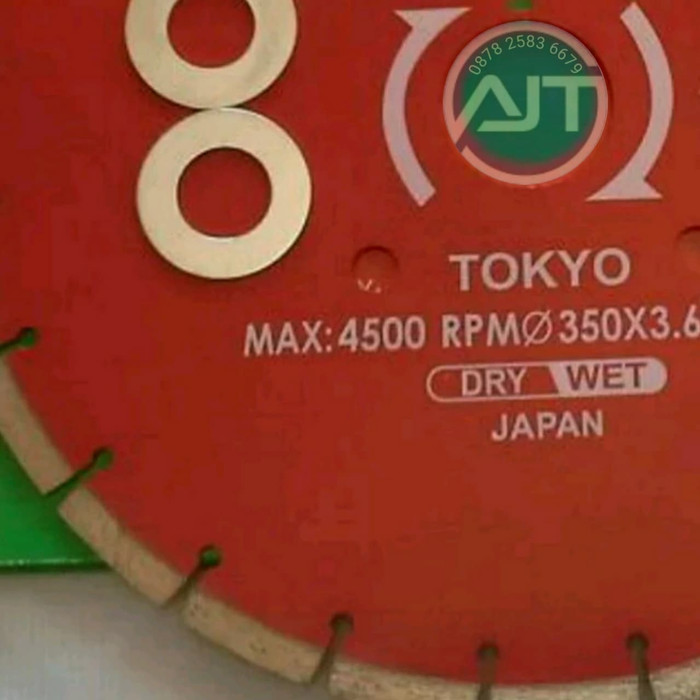 0878 2583 6679
AJT
TOKYO
MAX:4500 RPMØ350X3.6
DRY WET
JAPAN